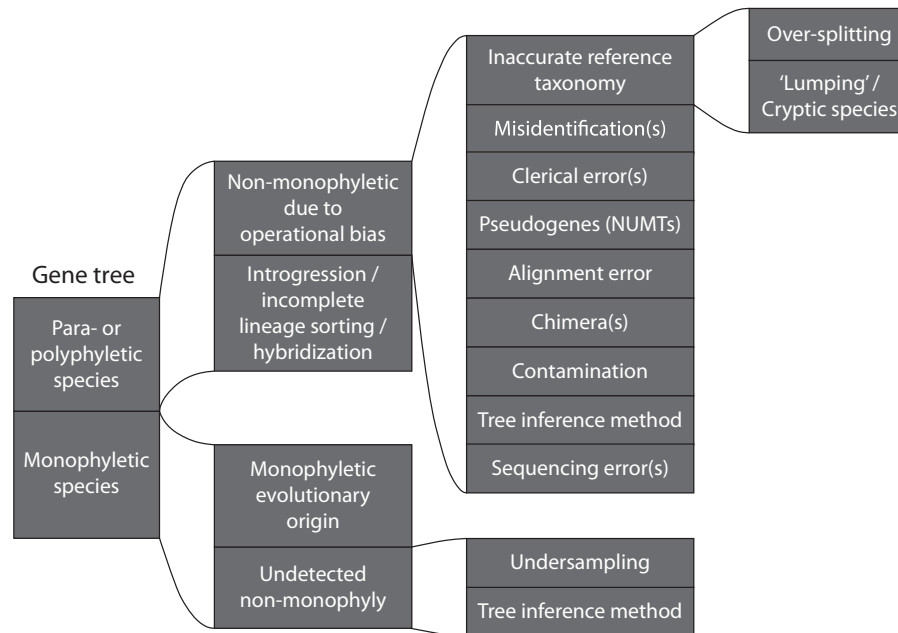 Gene tree
Para- or
polyphyletic
species
Monophyletic
species
Non-monophyletic
due to
operational bias
Introgression /
incomplete
lineage sorting /
hybridization
Monophyletic
evolutionary
origin
Undetected
non-monophyly
Inaccurate reference
taxonomy
Misidentification(s)
Clerical error(s)
Pseudogenes (NUMTs)
Alignment error
Chimera(s)
Contamination
Tree inference method
Sequencing error(s)
Undersampling
Tree inference method
Over-splitting
‘Lumping’ /
Cryptic species